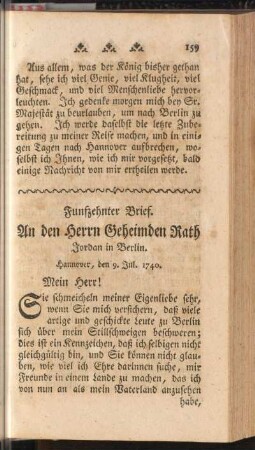 159
Aus allem, was der König bisher gethan
hat, sehe ich viel Genie, viel Klugheit, viel
Geschmack, und viel Menschenliebe hervor-
leuchten. Ich gedenke morgen mich bey Sr.
Majestät zu beurlauben, um nach Berlin zu
gehen. Ich werde daselbst die letzte Zube-
reitung zu meiner Reise machen, und in eini-
gen Tagen nach Hannover aufbrechen, wo-
selbst ich Ihnen, wie ich mir vorgesetzt, bald
einige Nachricht von mir ertheilen werde.
Funfzehnter Brief.
An den Herrn Geheimden Rath
Jordan in Berlin.
Hannover, den 9. Jul. 1740.
Mein Herr!
Sie schmeicheln meiner Eigenliebe sehr,
wenn Sie mich versichern, daß viele
artige und geschickte Leute zu Berlin
sich über mein Stillschweigen beschweren;
dies ist ein Kennzeichen, daß ich selbigen nicht
gleichgültig bin, und Sie können nicht glau-
ben, wie viel ich Ehre darinnen suche, mir
Freunde in einem Lande zu machen, das ich
von nun an als mein Vaterland anzusehen
habe,